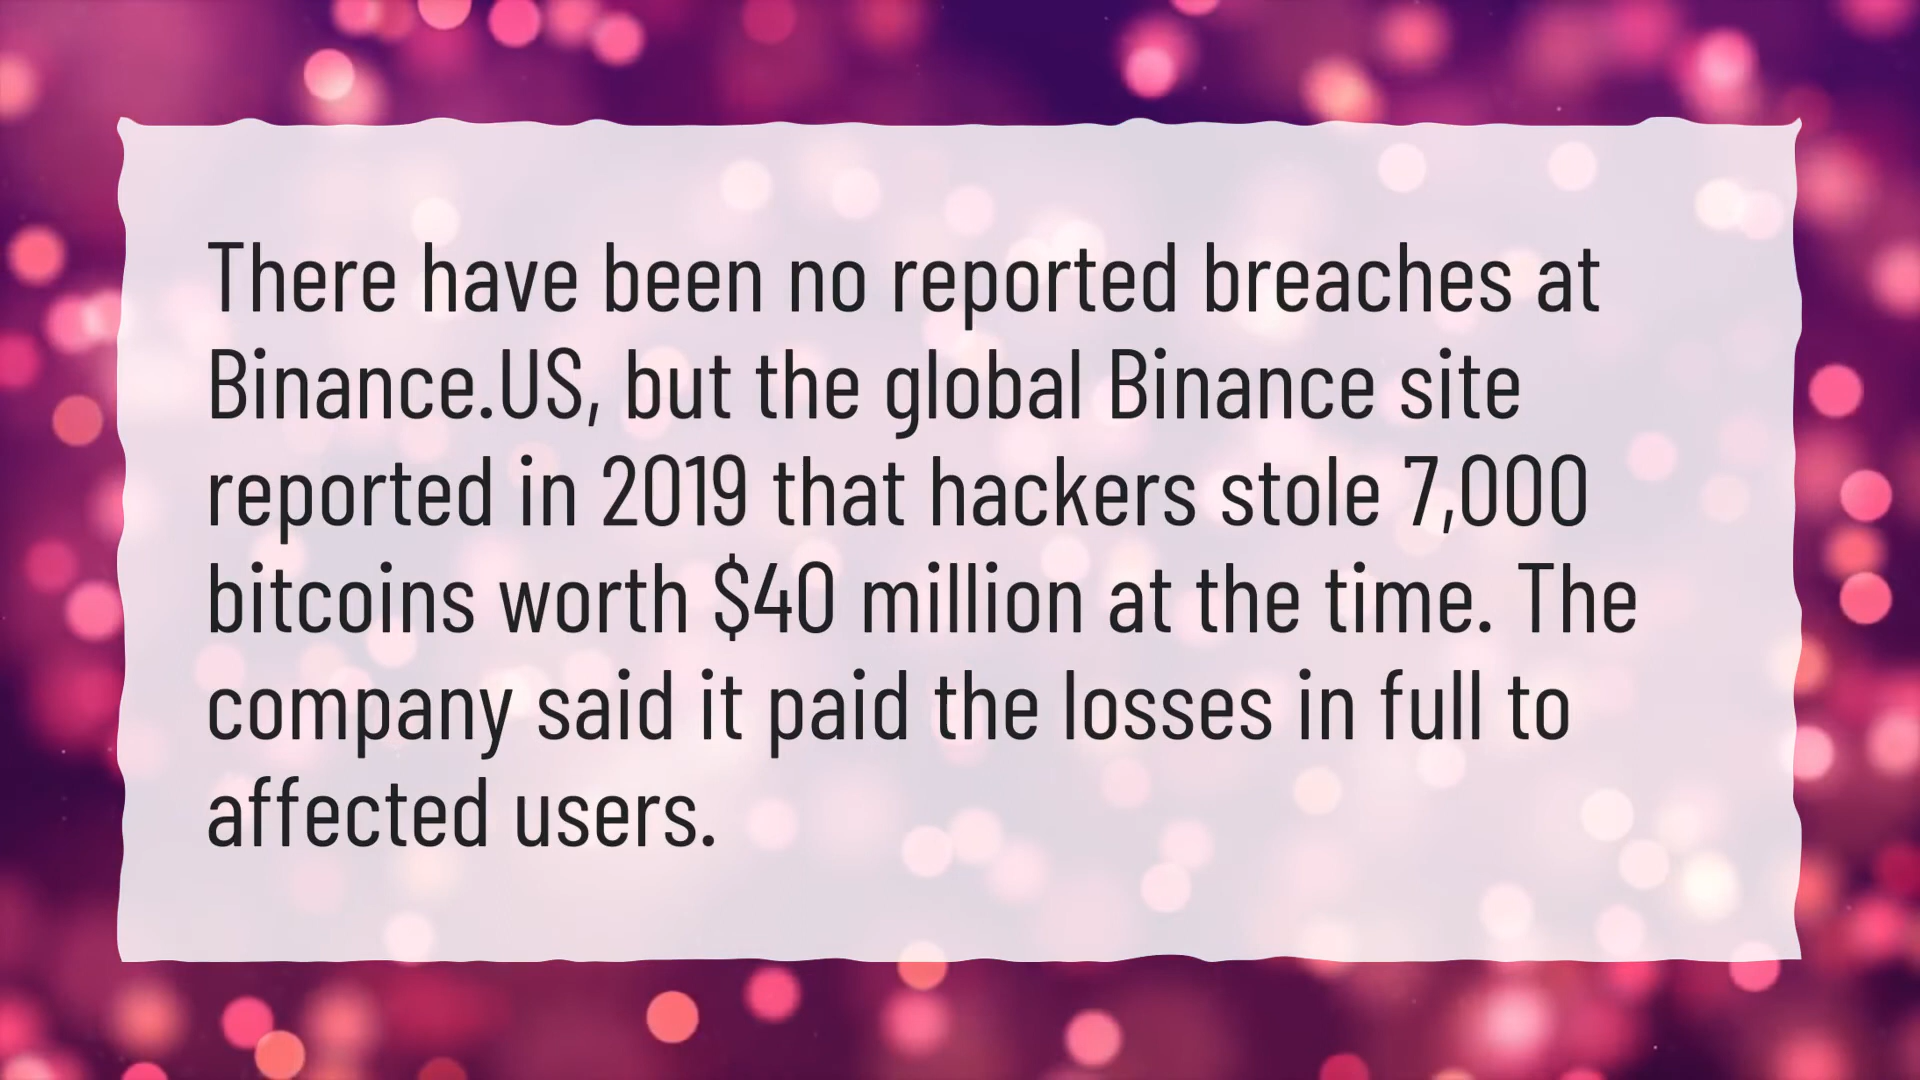 There have been no reported breaches at
Binance.US, but the global Binance site
reported in 2019 that hackers stole 7,000
bitcoins worth $40 million at the time. The
company said it paid the losses in full to
affected users.